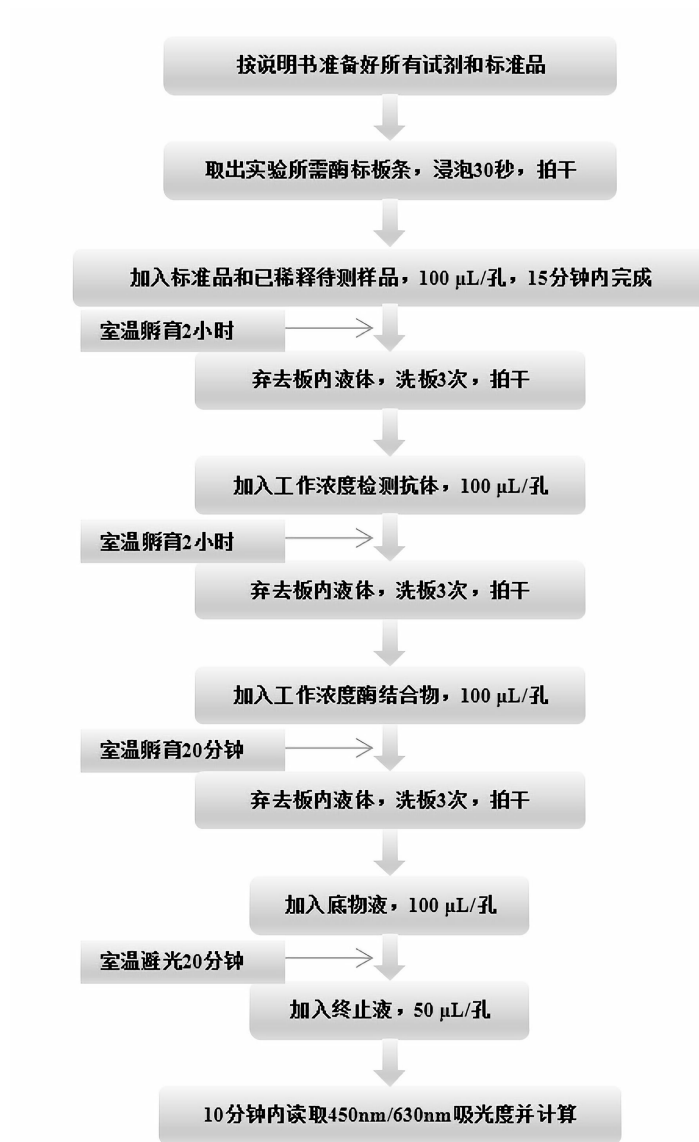 按说明书准备好所有试剂和标准品
取出实验所需酶标板条，浸泡30秒，拍干
加入标准品和已稀释待测样品，100 μL/孔，15分钟内完成
室温孵育2小时
弃去板内液体，洗板3次，拍干
加入工作浓度检测抗体，100 μL/孔
室温孵育2小时
弃去板内液体，洗板3次，拍干
加入工作浓度酶结合物，100 μL/孔
室温孵育20分钟
弃去板内液体，洗板3次，拍干
加入底物液，100 μL/孔
室温避光20分钟
加入终止液，50 μL/孔
10分钟内读取450nm/630nm吸光度并计算